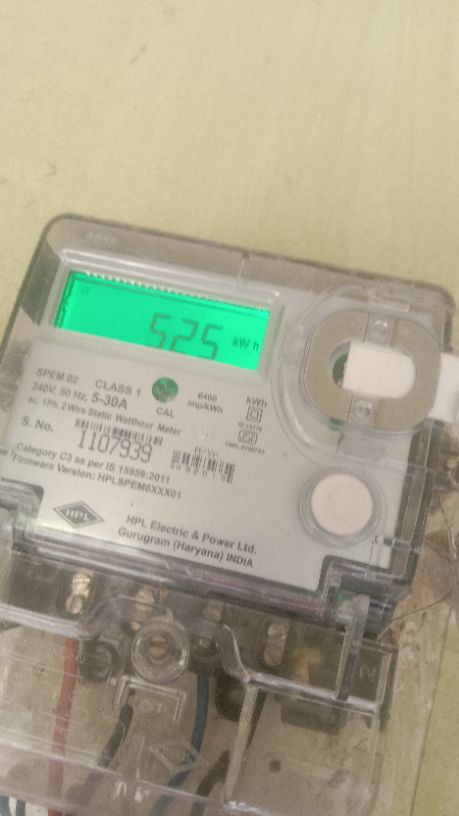 525 kWh
SPEM 02 CLASS 1
240V, 50 Hz, 5-30A
CAL
6400 imp/kWh
kWh
ac, 1Ph, 2 Wire Static Watthour Meter
S. No.
1107939
Category C3 as per IS 15959:2011
Firmware Version: HPLSPEM6XXX01
HPL
HPL Electric & Power Ltd.
Gurugram (Haryana) INDIA